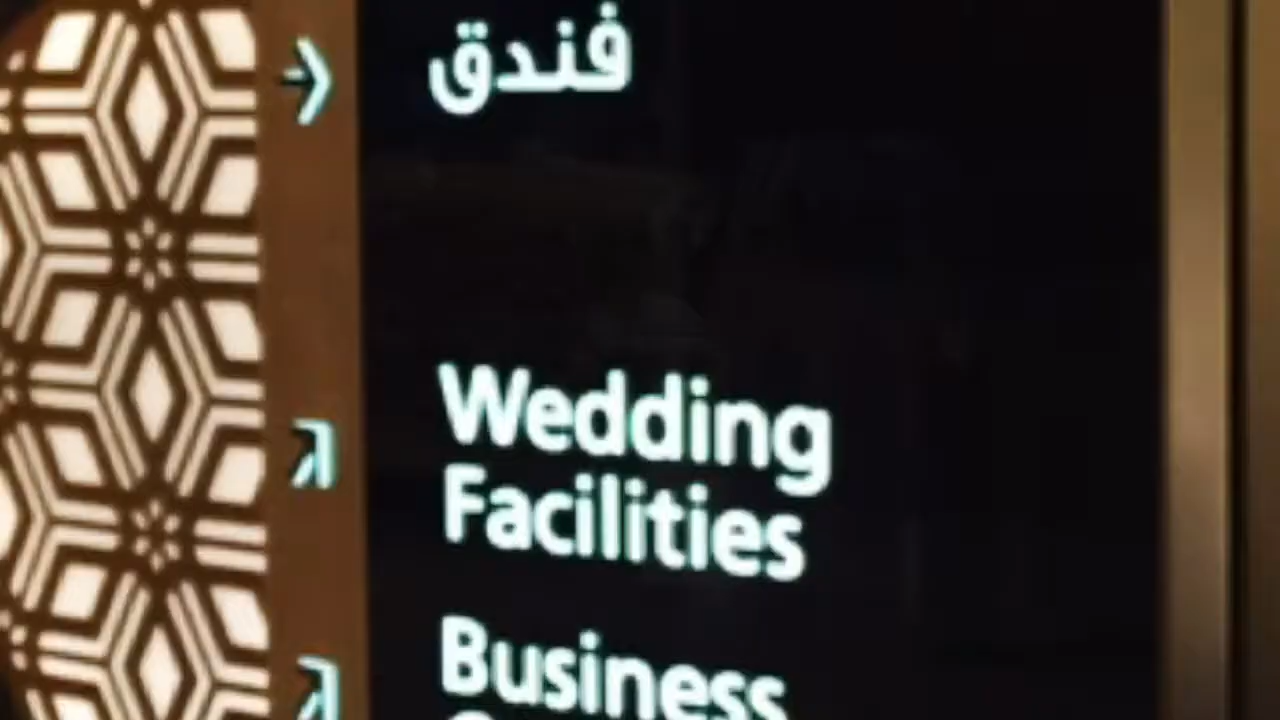 فندق
Wedding
Facilities
Business